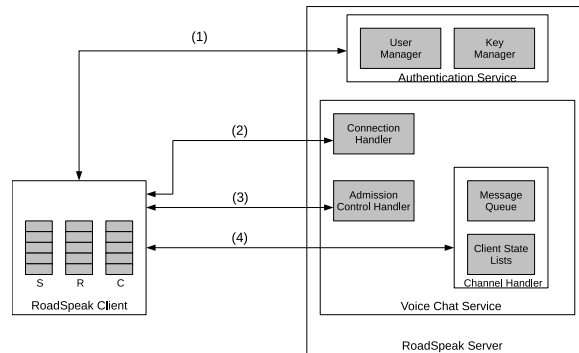 (1)
User
Manager
Key
Manager
Authentication Service
(2)
Connection
Handler
(3)
Admission
Control Handler
Message
Queue
(4)
Client State
Lists
Channel Handler
S R C
RoadSpeak Client
Voice Chat Service
RoadSpeak Server